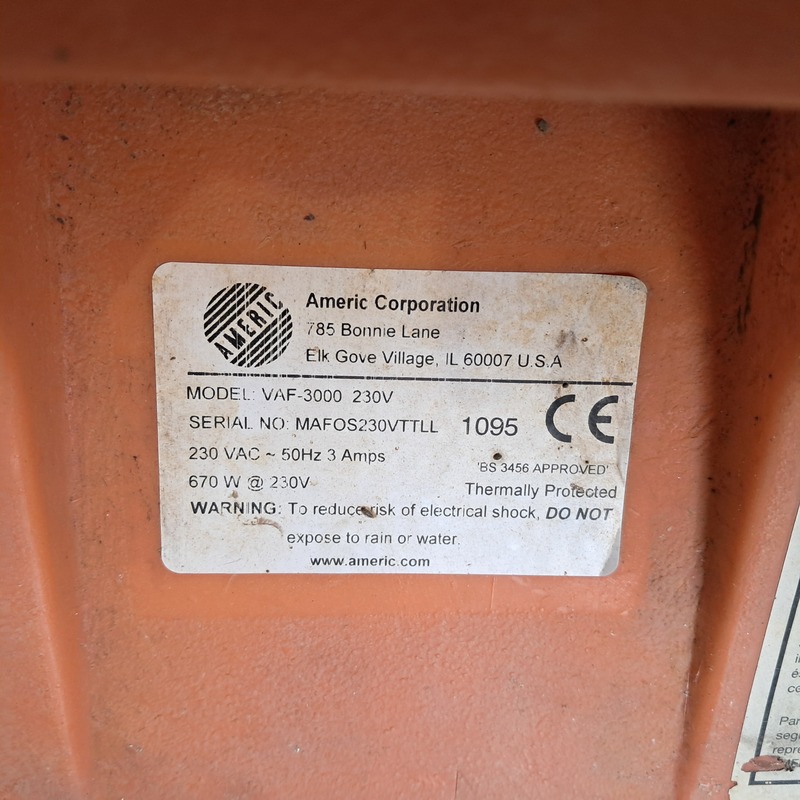 AMERIC
Americ Corporation
785 Bonnie Lane
Elk Gove Village, IL 60007 U.S.A
MODEL: VAF-3000 230V
SERIAL NO: MAFOS230VTTLL 1095
CE
230 VAC ~ 50Hz 3 Amps
'BS 3456 APPROVED'
670 W @ 230V
Thermally Protected
WARNING: To reduce risk of electrical shock, DO NOT
expose to rain or water.
www.americ.com